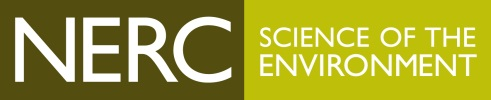 NERC
SCIENCE OF THE
ENVIRONMENT